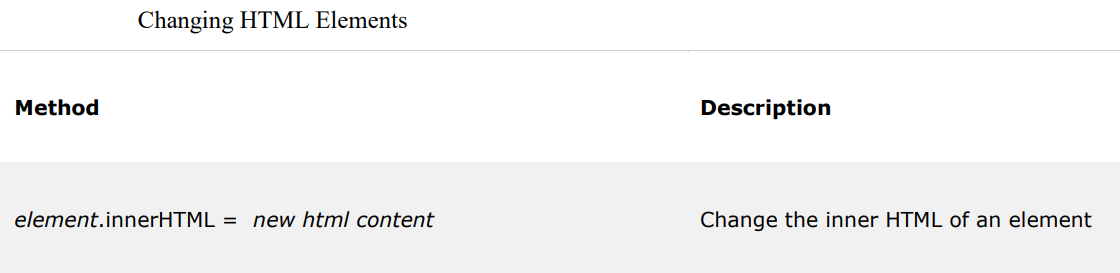 Changing HTML Elements
Method Description
element.innerHTML = new html content Change the inner HTML of an element